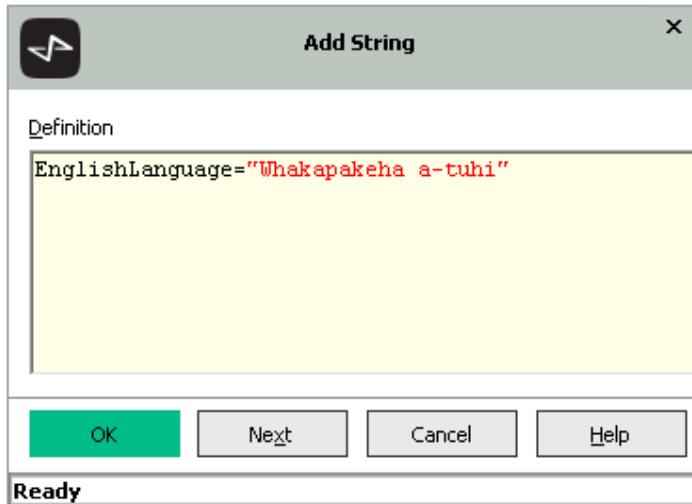 Add String
×
Definition
EnglishLanguage="Whakapakeha a-tuhi"
OK Next Cancel Help
Ready